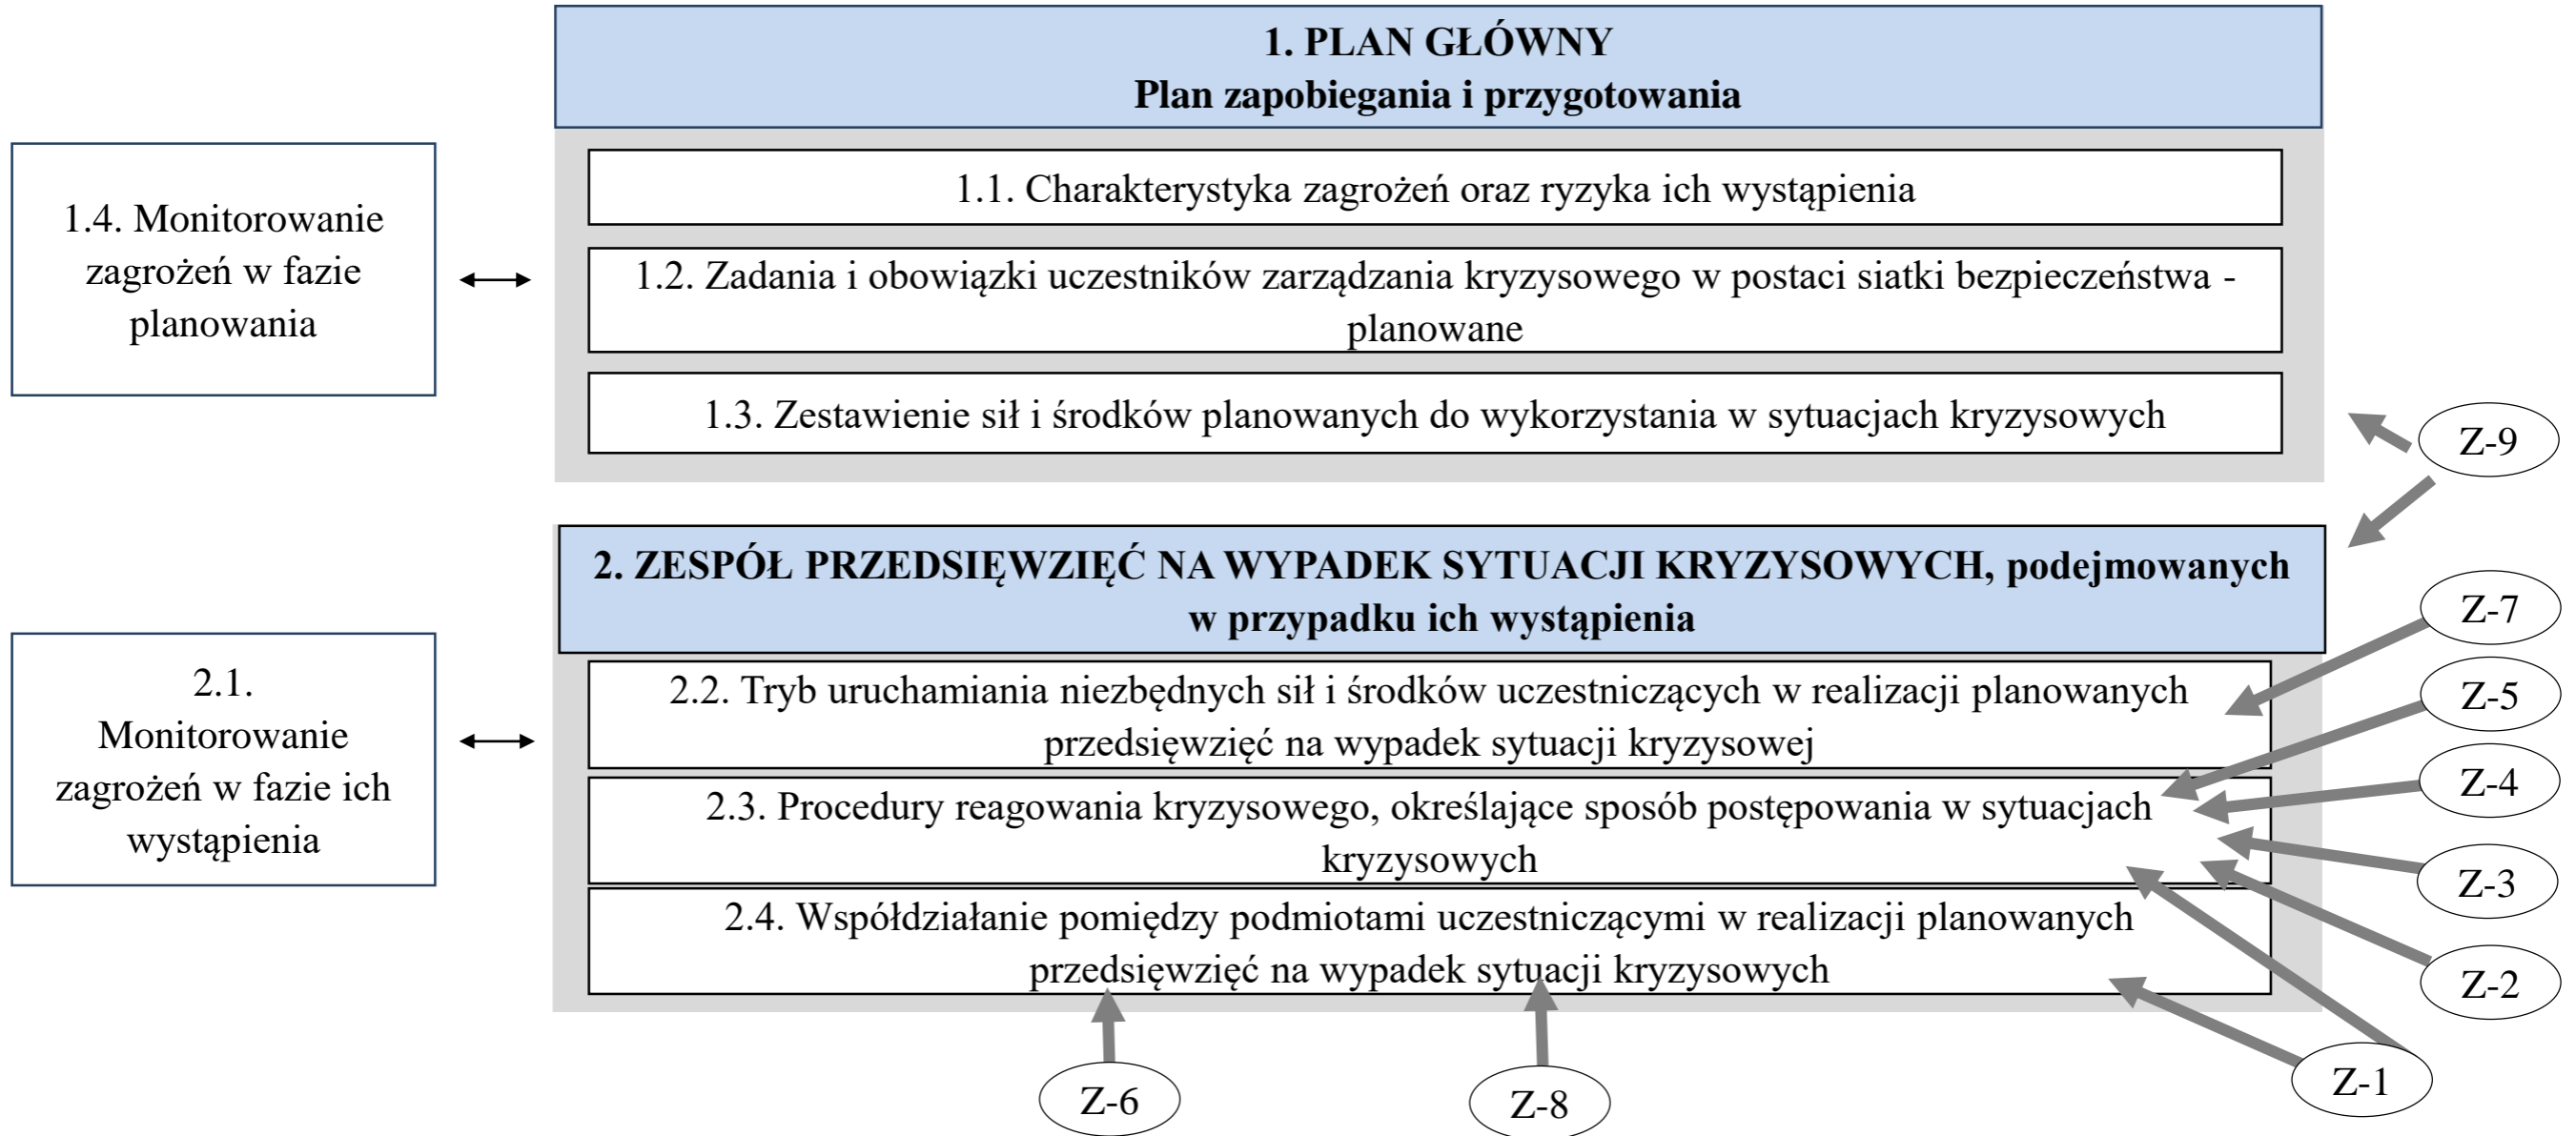 1. PLAN GŁÓWNY
Plan zapobiegania i przygotowania
1.4. Monitorowanie
zagrożeń w fazie
planowania
1.1. Charakterystyka zagrożeń oraz ryzyka ich wystąpienia
1.2. Zadania i obowiązki uczestników zarządzania kryzysowego w postaci siatki bezpieczeństwa -
planowane
1.3. Zestawienie sił i środków planowanych do wykorzystania w sytuacjach kryzysowych
Z-9
2. ZESPÓŁ PRZEDSIĘWZIĘĆ NA WYPADEK SYTUACJI KRYZYSOWYCH, podejmowanych
w przypadku ich wystąpienia
2.1.
Monitorowanie
zagrożeń w fazie ich
wystąpienia
2.2. Tryb uruchamiania niezbędnych sił i środków uczestniczących w realizacji planowanych
przedsięwzięć na wypadek sytuacji kryzysowej
2.3. Procedury reagowania kryzysowego, określające sposób postępowania w sytuacjach
kryzysowych
2.4. Współdziałanie pomiędzy podmiotami uczestniczącymi w realizacji planowanych
przedsięwzięć na wypadek sytuacji kryzysowych
Z-7
Z-5
Z-4
Z-3
Z-2
Z-1
Z-6
Z-8